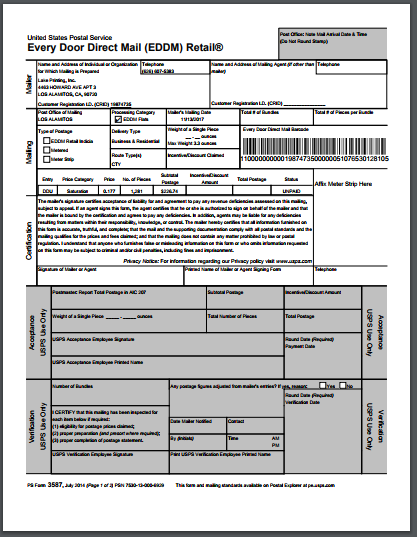 United States Postal Service
Every Door Direct Mail (EDDM) Retail®
Post Office: Note Mail Arrival Date & Time
(Do Not Round Stamp)
Mailer
Name and Address of Individual or Organization
for Which Mailing is Prepared
Telephone
(626) 607-5383
Name and Address of Mailing Agent (if other than
mailer)
Telephone
Luke Printing, Inc.
4463 HOWARD AVE APT 3
LOS ALAMITOS, CA, 90720
Customer Registration I.D. (CRID) 19874735
Customer Registration I.D. (CRID)
Mailing
Post Office of Mailing
LOS ALAMITOS
Processing Category
EDDM Flat
Mailer's Mailing Date
11/13/2017
Total # of Bundles
Total # of Pieces per Bundle
Type of Postage
EDDM Retail Indicia
Metered
Meter Strip
Delivery Type
Business & Residential
Weight of a Single Piece
__ . __ ounces
Max Weight 3.3 ounces
Every Door Direct Mail Barcode
Route Type(s)
CTY
Incentive/Discount Claimed
Entry Price Category Price No. of Pieces Subtotal Postage Incentive/Discount Amount Total Postage Status
DDU Saturation 0.177 1,281 $226.74 UNPAID
Affix Meter Strip Here
Certification
The mailer's signature certifies acceptance of liability for and agreement to pay any revenue deficiencies assessed on this mailing,
subject to appeal. If an agent signs this form, the agent certifies that he or she is authorized to sign on behalf of the mailer and that
the mailer is bound by the certification and agrees to pay any deficiencies. In addition, agents may be liable for any deficiencies
resulting from matters within their responsibility, knowledge, or control. The mailer hereby certifies that all information furnished
on this form is accurate, truthful, and complete; that the mail and the supporting documentation comply with all postal standards and the
mailing qualifies for the prices and fees claimed; and that the mailing does not contain any matter prohibited by law or postal
regulation. I understand that anyone who furnishes false or misleading information on this form or who omits information requested
on this form may be subject to criminal and/or civil penalties, including fines and imprisonment.
Privacy Notice: For information regarding our Privacy policy visit www.usps.com
Signature of Mailer or Agent
Printed Name of Mailer or Agent Signing Form
Telephone
Acceptance
USPS Use Only
Postmaster: Report Total Postage in AIC 207
Subtotal Postage
Incentive/Discount Amount
Weight of a Single Piece __ . __ ounces
Total Number of Pieces
Total Postage
USPS Acceptance Employee Signature
Round Date (Required)
Payment Date
USPS Acceptance Employee Printed Name
Acceptance
USPS Use Only
Verification
USPS Use Only
Number of Bundles
Any postage figures adjusted from mailer's entries? If yes, reason:
Yes
No
Round Date (Required)
Verification Date
I CERTIFY that this mailing has been inspected for
each item below if required:
(1) eligibility for postage prices claimed;
(2) proper preparation (and presort where required);
(3) proper completion of postage statement.
Date Mailer Notified
Contact
By (Initials)
Time
AM
PM
USPS Verification Employee Signature
Print USPS Verification Employee Printed Name
Verification
USPS Use Only
PS Form 3587, July 2014 (Page 1 of 2) PSN 7530-13-000-6939
This form and mailing standards available on Postal Explorer at pe.usps.com